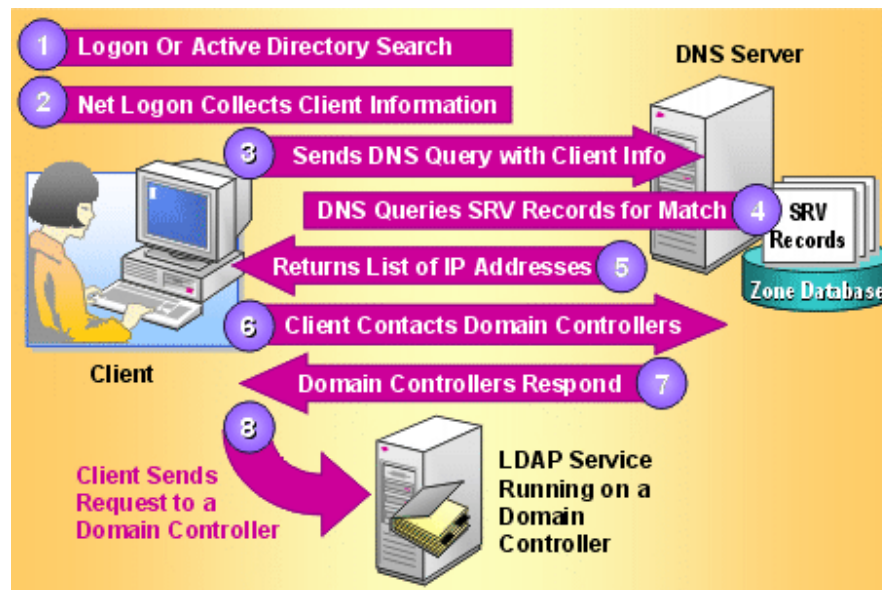 1 Logon Or Active Directory Search
DNS Server
2 Net Logon Collects Client Information
3 Sends DNS Query with Client Info
DNS Queries SRV Records for Match 4
SRV
Records
Returns List of IP Addresses 5
Zone Database
6 Client Contacts Domain Controllers
Client
Domain Controllers Respond 7
8
Client Sends
Request to a
Domain Controller
LDAP Service
Running on a
Domain
Controller